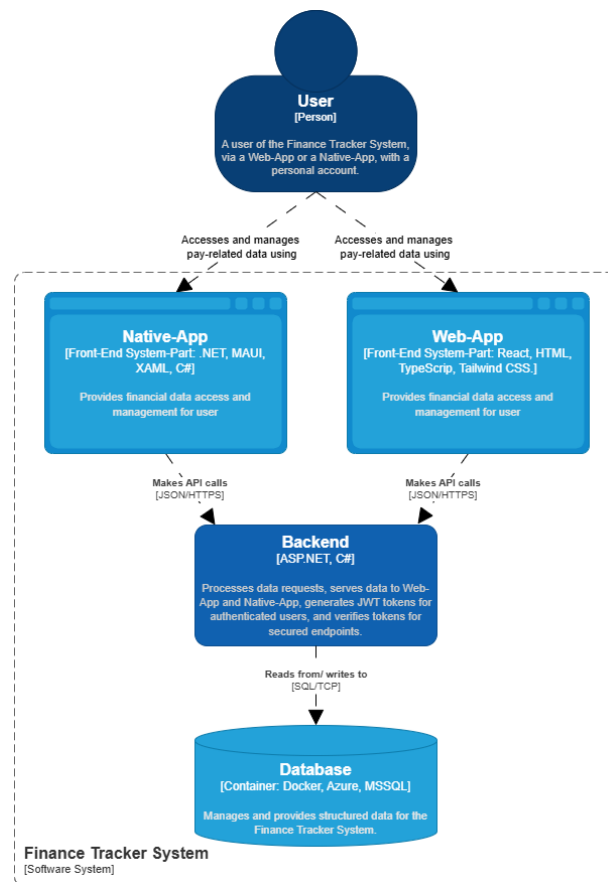 User
[Person]
A user of the Finance Tracker System,
via a Web-App or a Native-App, with a
personal account.
Accesses and manages
pay-related data using
Accesses and manages
pay-related data using
Native-App
[Front-End System-Part: .NET, MAUI,
XAML, C#]
Provides financial data access and
management for user
Web-App
[Front-End System-Part: React, HTML,
TypeScrip, Tailwind CSS.]
Provides financial data access and
management for user
Makes API calls
[JSON/HTTPS]
Makes API calls
[JSON/HTTPS]
Backend
[ASP.NET, C#]
Processes data requests, serves data to Web-
App and Native-App, generates JWT tokens for
authenticated users, and verifies tokens for
secured endpoints.
Reads from/ writes to
[SQL/TCP]
Database
[Container: Docker, Azure, MSSQL]
Manages and provides structured data for the
Finance Tracker System.
Finance Tracker System
[Software System]